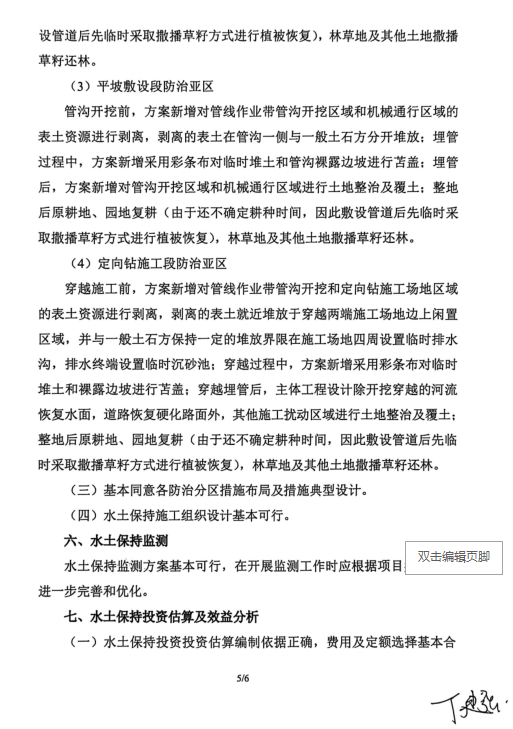 设管道后先临时采取撒播草籽方式进行植被恢复），林草地及其他土地撒播
草籽还林。
（3）平坡敷设段防治亚区
管沟开挖前，方案新增对管线作业带管沟开挖区域和机械通行区域的
表土资源进行剥离，剥离的表土在管沟一侧与一般土石方分开堆放；埋管
过程中，方案新增采用彩条布对临时堆土和管沟裸露边坡进行苫盖；埋管
后，方案新增对管沟开挖区域和机械通行区域进行土地整治及覆土；整地
后原耕地、园地复耕（由于还不确定耕种时间，因此敷设管道后先临时采
取撒播草籽方式进行植被恢复），林草地及其他土地撒播草籽还林。
（4）定向钻施工段防治亚区
穿越施工前，方案新增对管线作业带管沟开挖和定向钻施工场地区域
的表土资源进行剥离，剥离的表土就近堆放于穿越两端施工场地边上闲置
区域，并与一般土石方保持一定的堆放界限在施工场地四周设置临时排水
沟，排水终端设置临时沉砂池；穿越过程中，方案新增采用彩条布对临时
堆土和裸露边坡进行苫盖；穿越埋管后，主体工程设计除开挖穿越的河流
恢复水面，道路恢复硬化路面外，其他施工扰动区域进行土地整治及覆土；
整地后原耕地、园地复耕（由于还不确定耕种时间，因此敷设管道后先临
时采取撒播草籽方式进行植被恢复），林草地及其他土地撒播草籽还林。
（三）基本同意各防治分区措施布局及措施典型设计。
（四）水土保持施工组织设计基本可行。
六、水土保持监测
双击编辑页脚
水土保持监测方案基本可行，在开展监测工作时应根据项目
进一步完善和优化。
七、水土保持投资估算及效益分析
（一）水土保持投资投资估算编制依据正确，费用及定额选择基本合
5/6